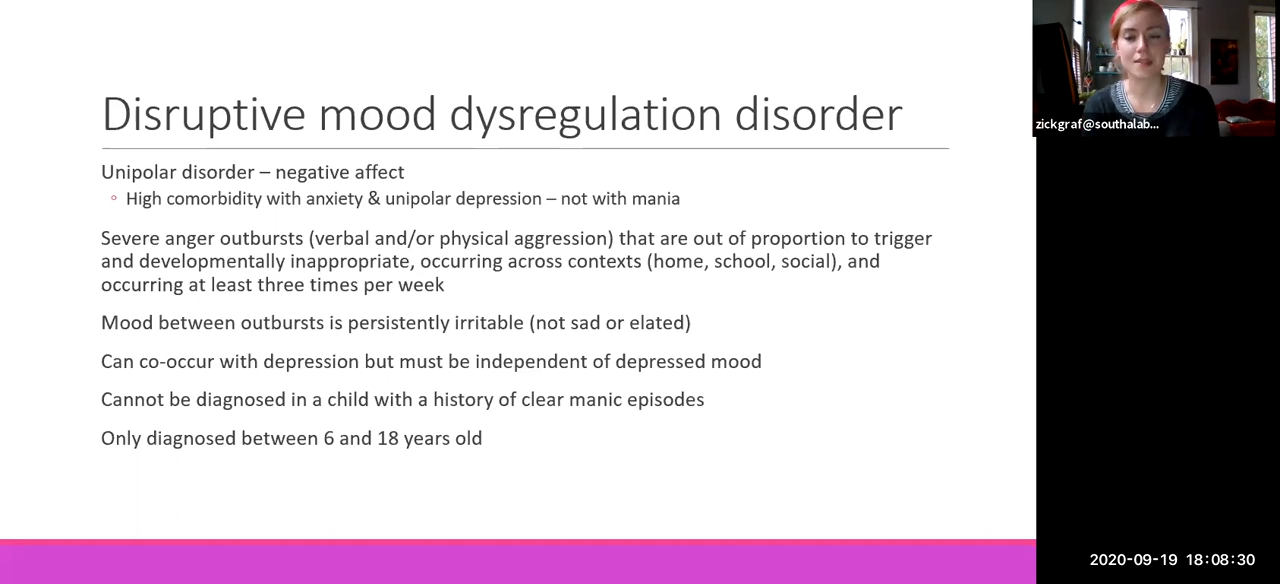 Disruptive mood dysregulation disorder
Unipolar disorder – negative affect
◦ High comorbidity with anxiety & unipolar depression – not with mania
Severe anger outbursts (verbal and/or physical aggression) that are out of proportion to trigger
and developmentally inappropriate, occurring across contexts (home, school, social), and
occurring at least three times per week
Mood between outbursts is persistently irritable (not sad or elated)
Can co-occur with depression but must be independent of depressed mood
Cannot be diagnosed in a child with a history of clear manic episodes
Only diagnosed between 6 and 18 years old
zickgraf@southalab...
2020-09-19 18:08:30